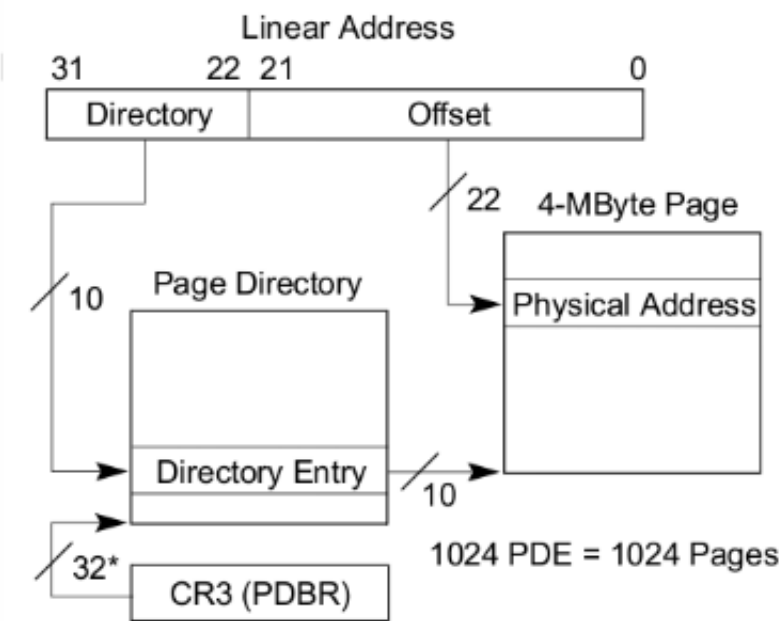 Linear Address
31 22 21 0
Directory Offset
22 4-MByte Page
10 Page Directory
Physical Address
Directory Entry
10
32* 1024 PDE = 1024 Pages
CR3 (PDBR)